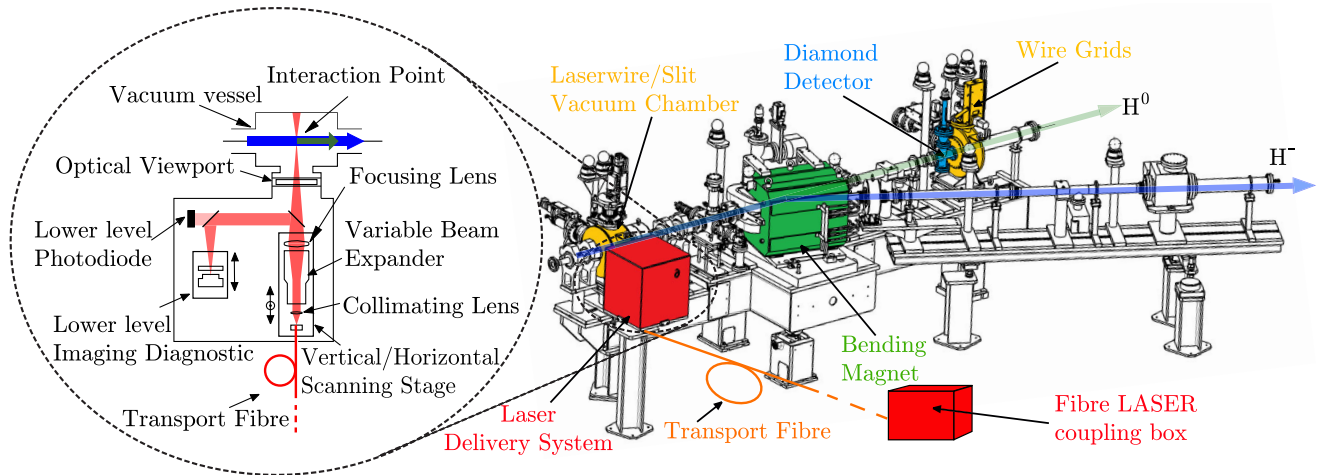 Interaction Point
Vacuum vessel
Optical Viewport
Focusing Lens
Lower level
Photodiode
Variable Beam
Expander
Collimating Lens
Lower level
Imaging Diagnostic
Vertical/Horizontal
Scanning Stage
Transport Fibre
Laserwire/Slit
Vacuum Chamber
Diamond
Detector
Wire Grids
H⁰
H⁻
Bending
Magnet
Laser
Delivery System
Transport Fibre
Fibre LASER
coupling box